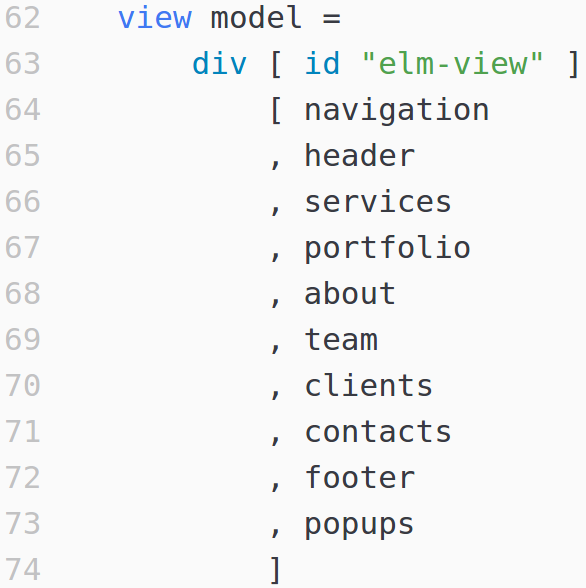 62    view model =
63        div [ id "elm-view" ]
64            [ navigation
65            , header
66            , services
67            , portfolio
68            , about
69            , team
70            , clients
71            , contacts
72            , footer
73            , popups
74            ]